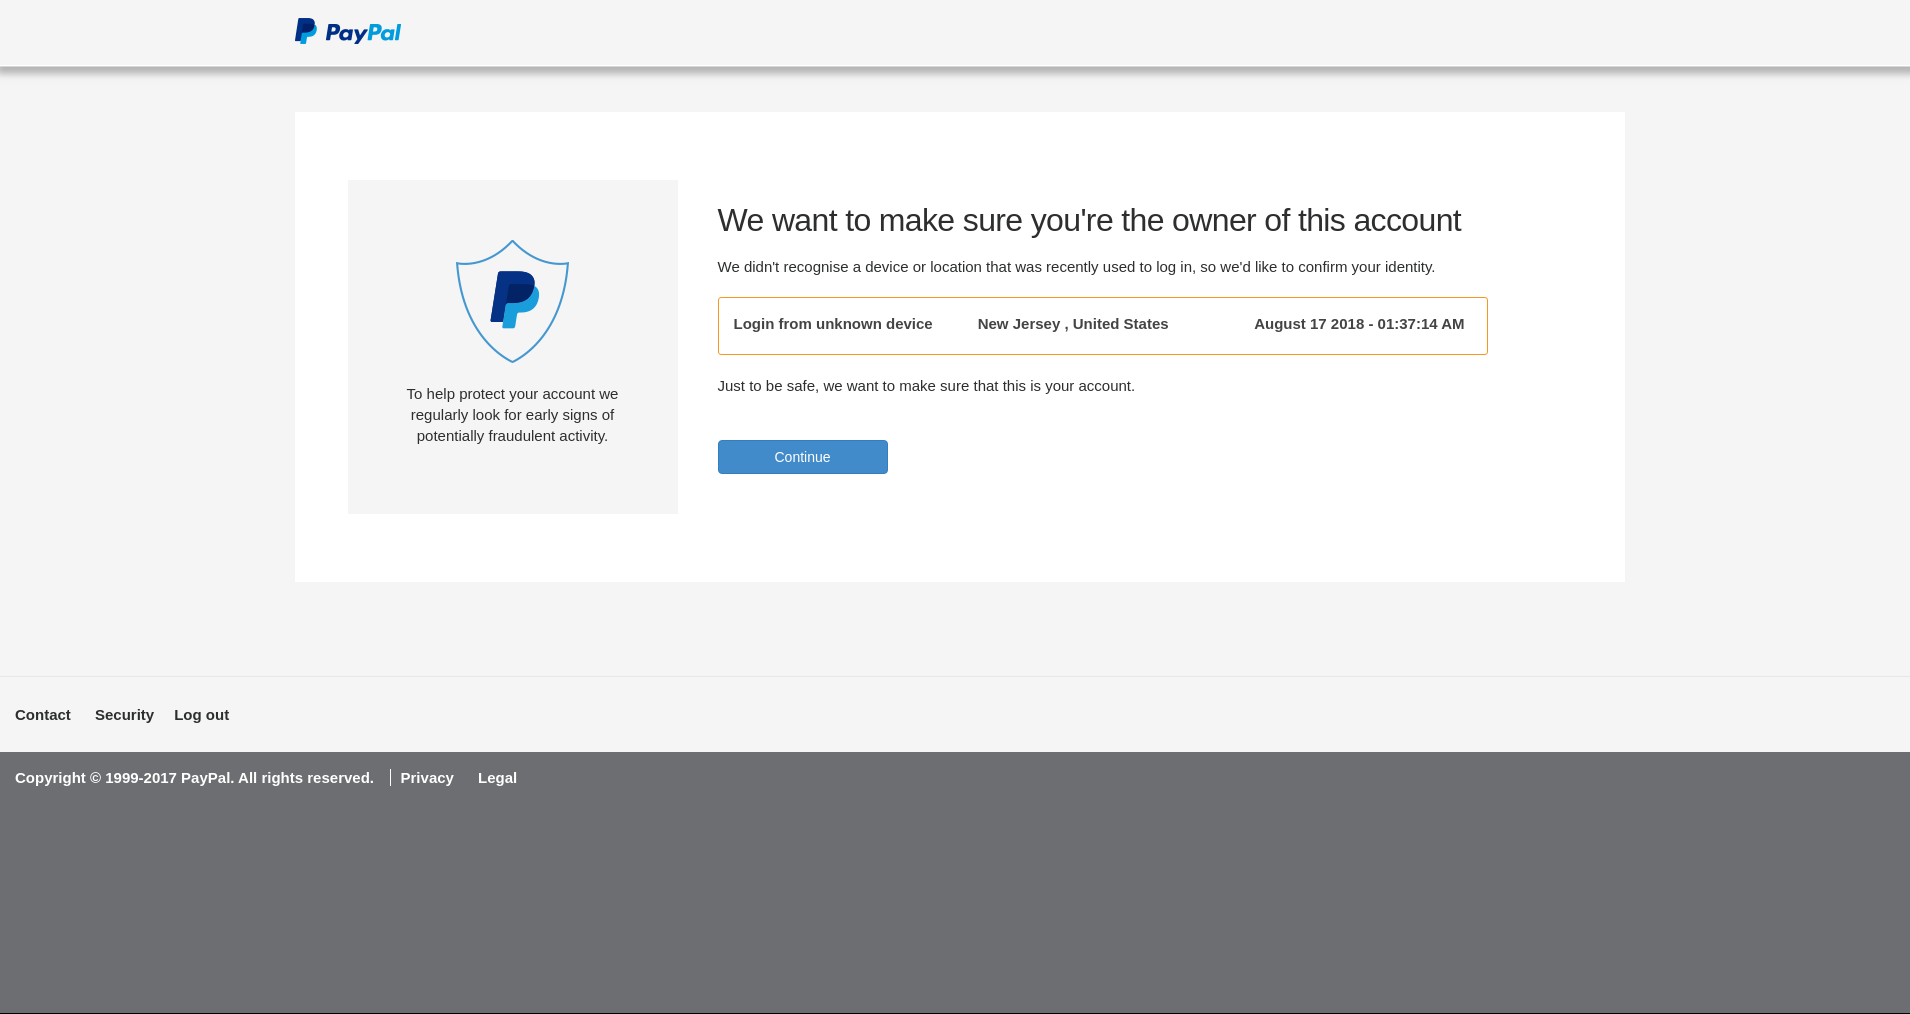 PayPal
We want to make sure you're the owner of this account
We didn't recognise a device or location that was recently used to log in, so we'd like to confirm your identity.
Login from unknown device New Jersey , United States August 17 2018 - 01:37:14 AM
Just to be safe, we want to make sure that this is your account.
To help protect your account we
regularly look for early signs of
potentially fraudulent activity.
Continue
Contact Security Log out
Copyright © 1999-2017 PayPal. All rights reserved. Privacy Legal